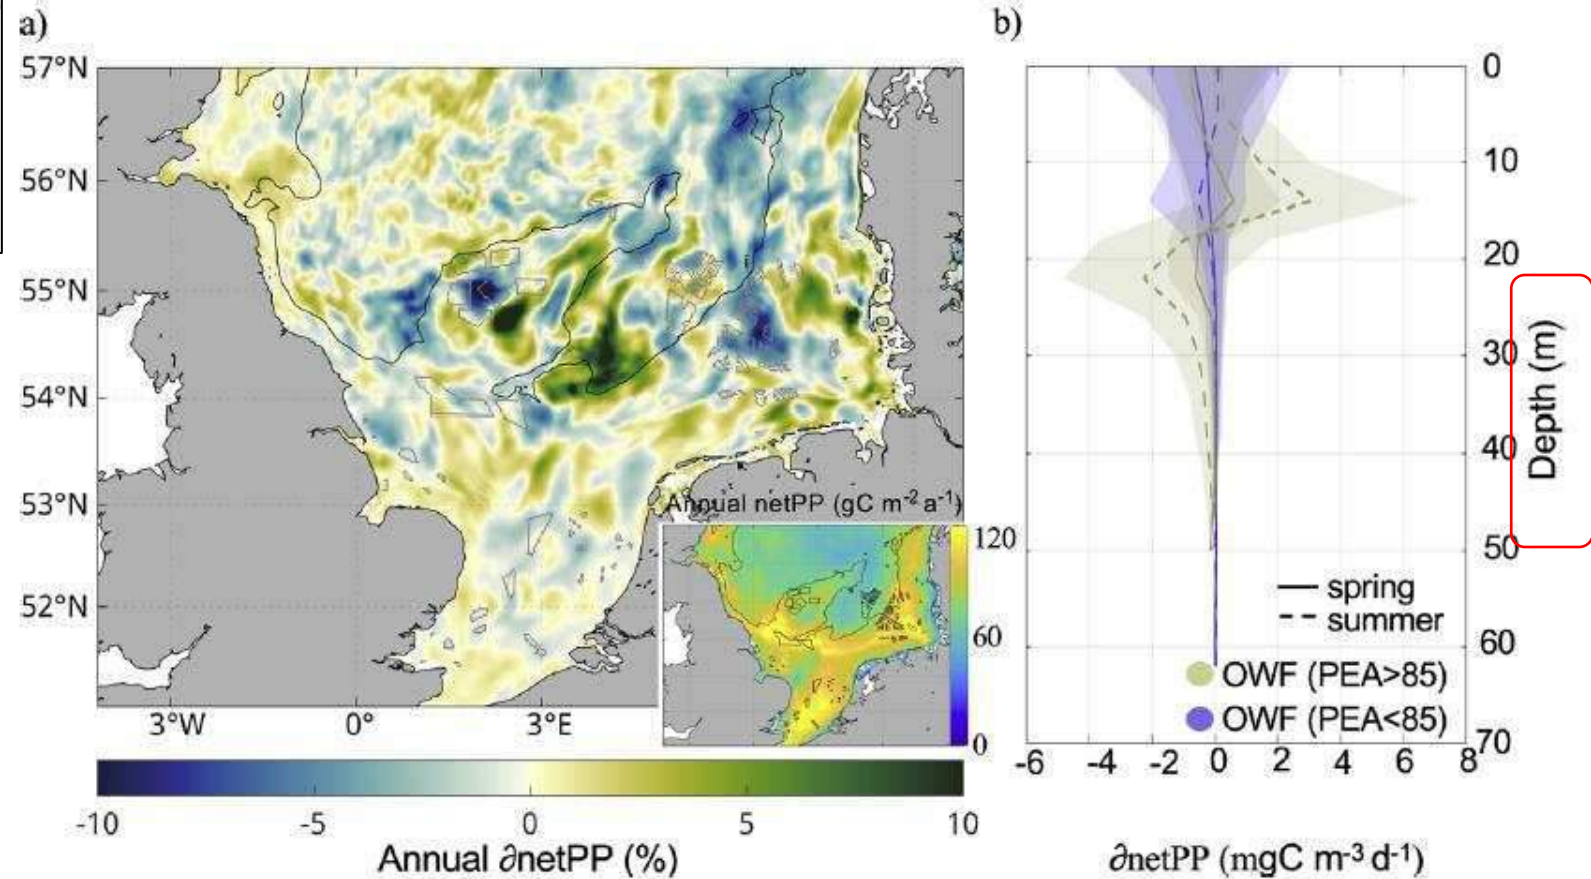 a)
57°N
56°N
55°N
54°N
53°N
52°N
3°W
0°
3°E
Annual netPP (gC m⁻² a⁻¹)
120
60
0
-10
-5
0
5
10
Annual ∂netPP (%)
b)
0
10
20
30
40
50
60
70
Depth (m)
spring
summer
OWF (PEA>85)
OWF (PEA<85)
-6
-4
-2
0
2
4
6
8
∂netPP (mgC m⁻³ d⁻¹)